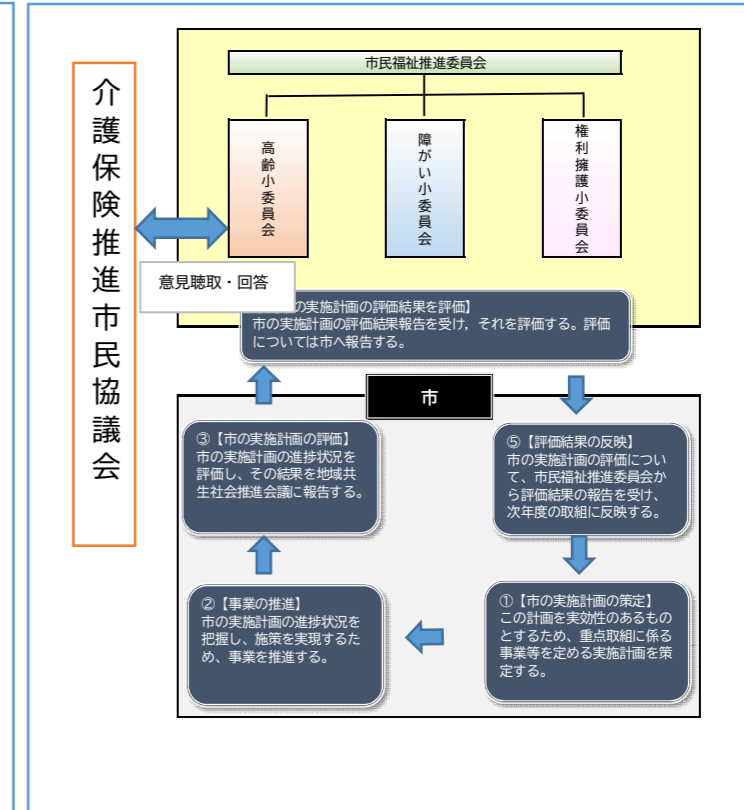 市民福祉推進委員会
介護保険推進市民協議会
高齢小委員会
障がい小委員会
権利擁護小委員会
意見聴取・回答
の実施計画の評価結果を評価】
市の実施計画の評価結果報告を受け，それを評価する。評価
については市へ報告する。
市
③【市の実施計画の評価】
市の実施計画の進捗状況を
評価し、その結果を地域共
生社会推進会議に報告する。
⑤【評価結果の反映】
市の実施計画の評価につい
て、市民福祉推進委員会か
ら評価結果の報告を受け、
次年度の取組に反映する。
②【事業の推進】
市の実施計画の進捗状況を
把握し、施策を実現するた
め、事業を推進する。
①【市の実施計画の策定】
この計画を実効性のあるもの
とするため、重点取組に係る
事業等を定める実施計画を策
定する。